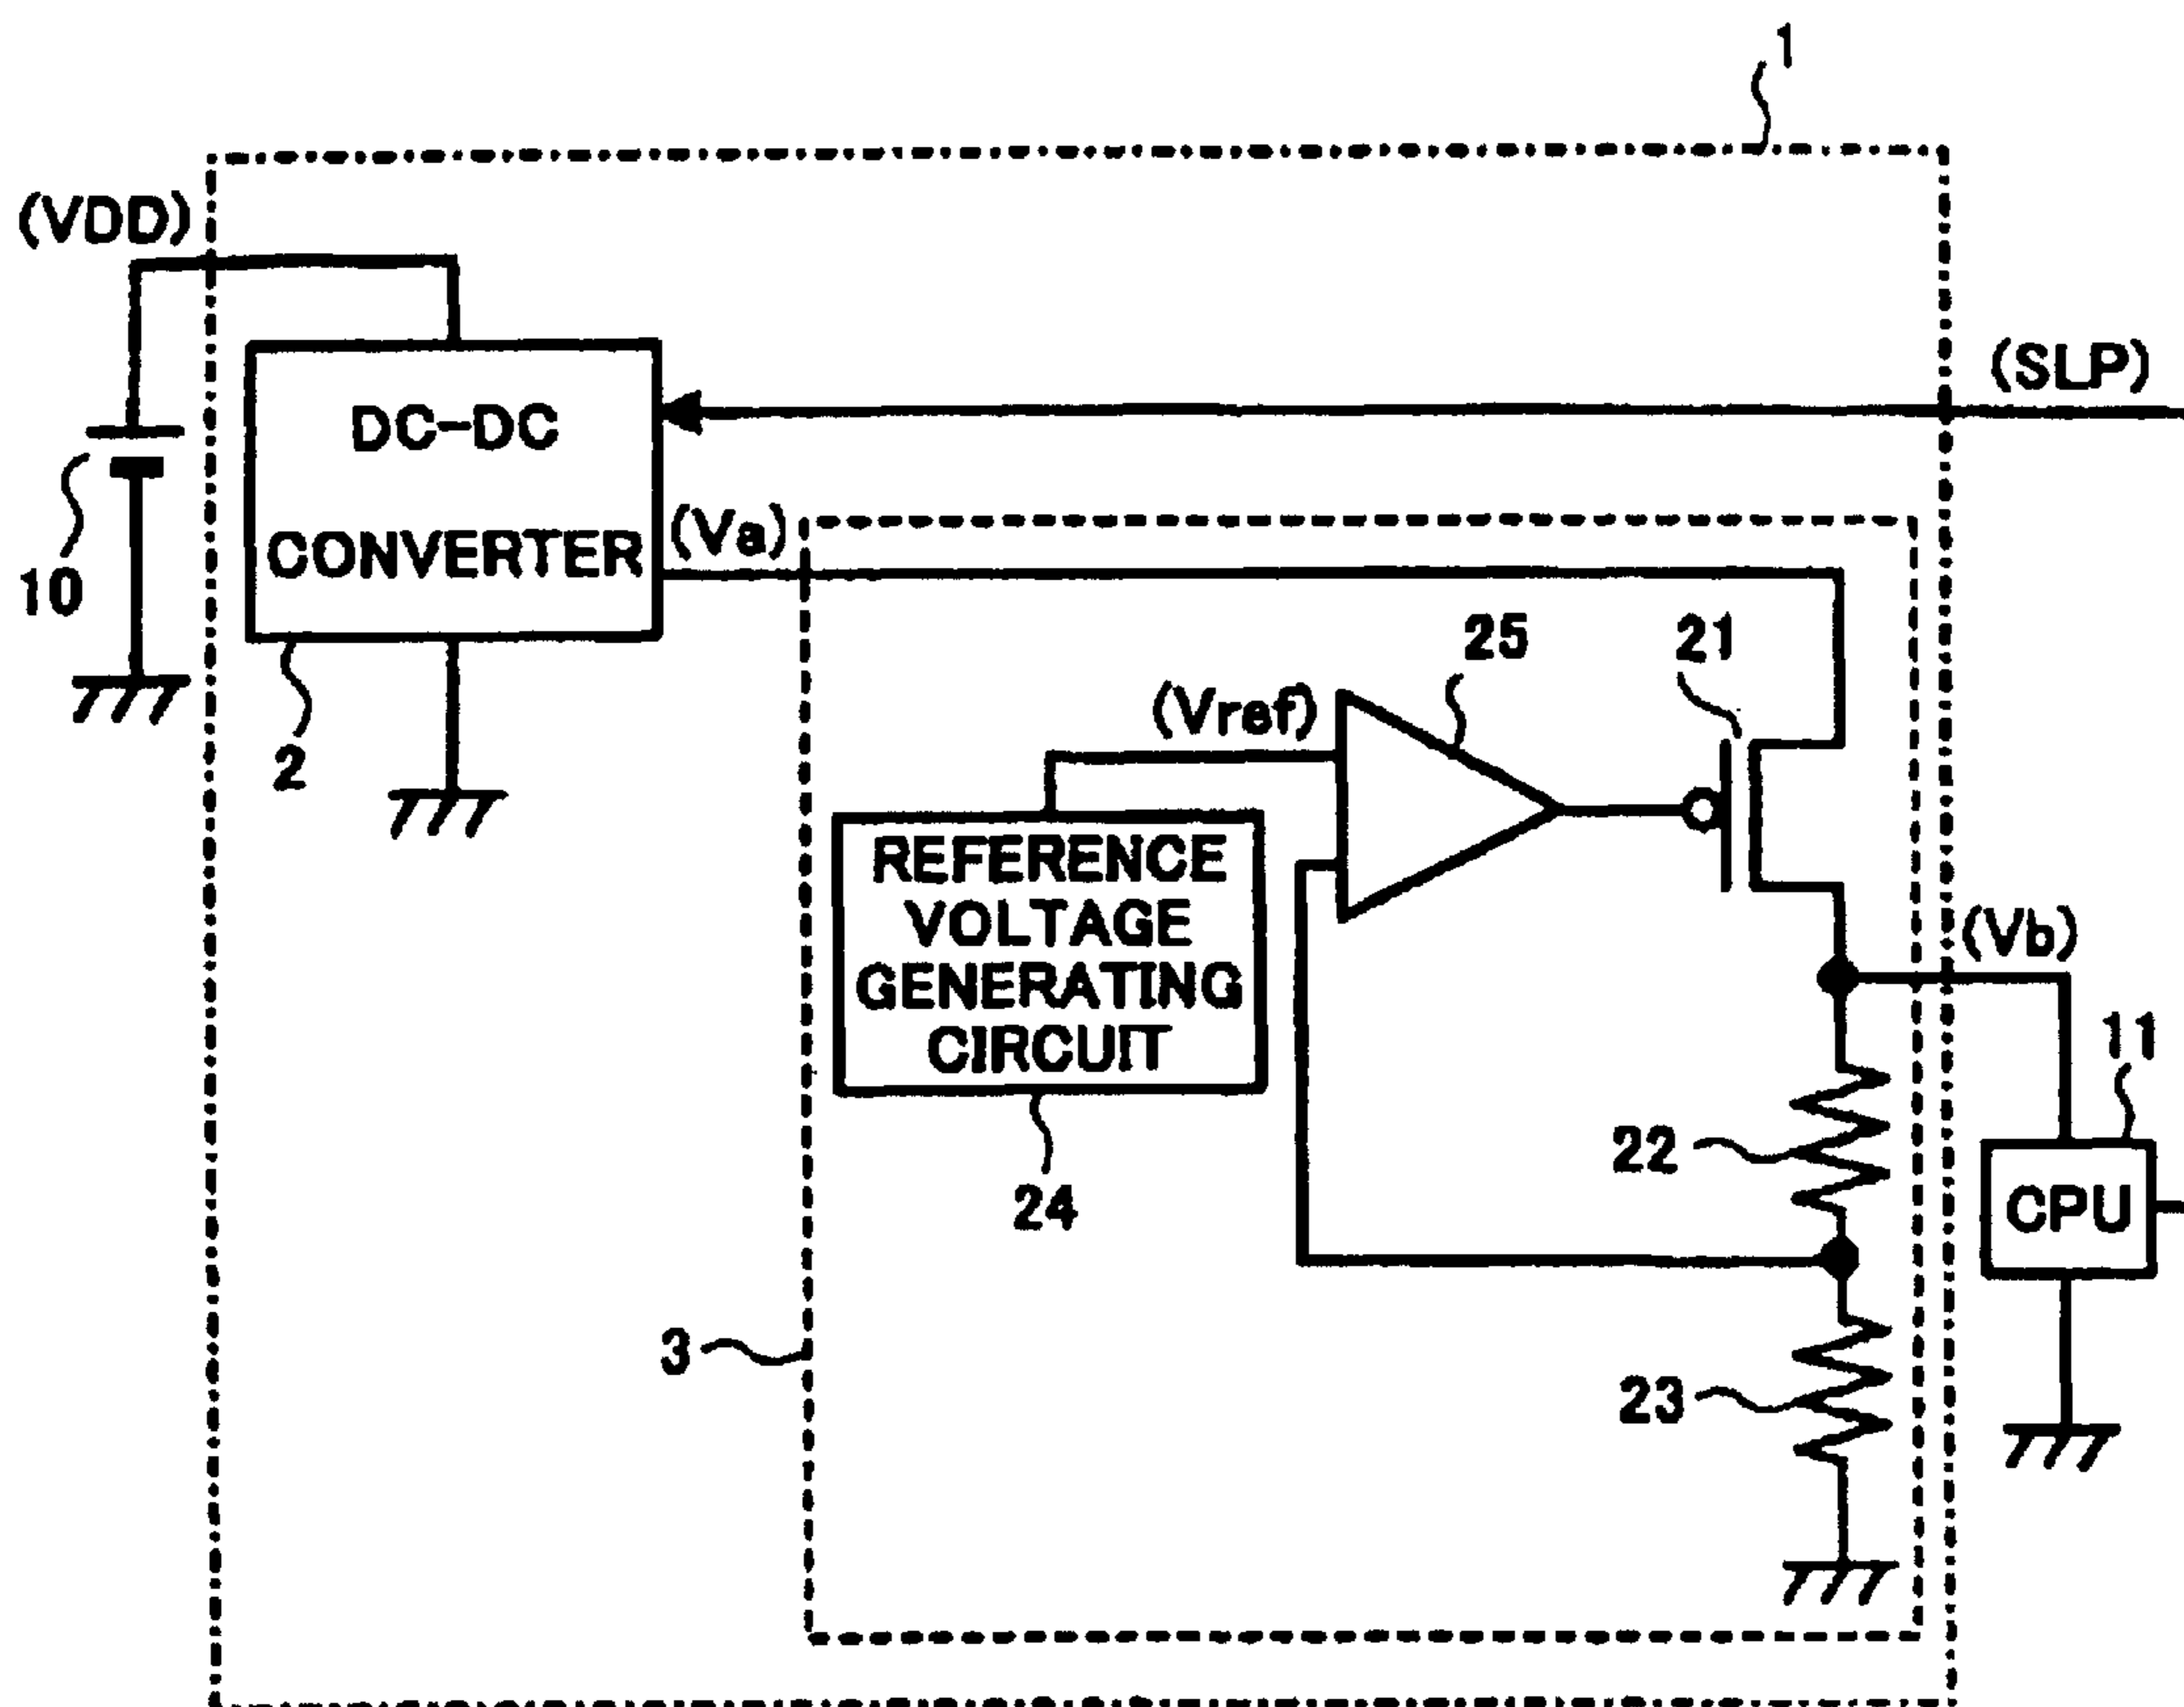 1
(VDD)
(SLP)
DC-DC
CONVERTER
(Va)
10
2
25
21
(Vref)
REFERENCE
VOLTAGE
GENERATING
CIRCUIT
(Vb)
11
22
CPU
24
3
23